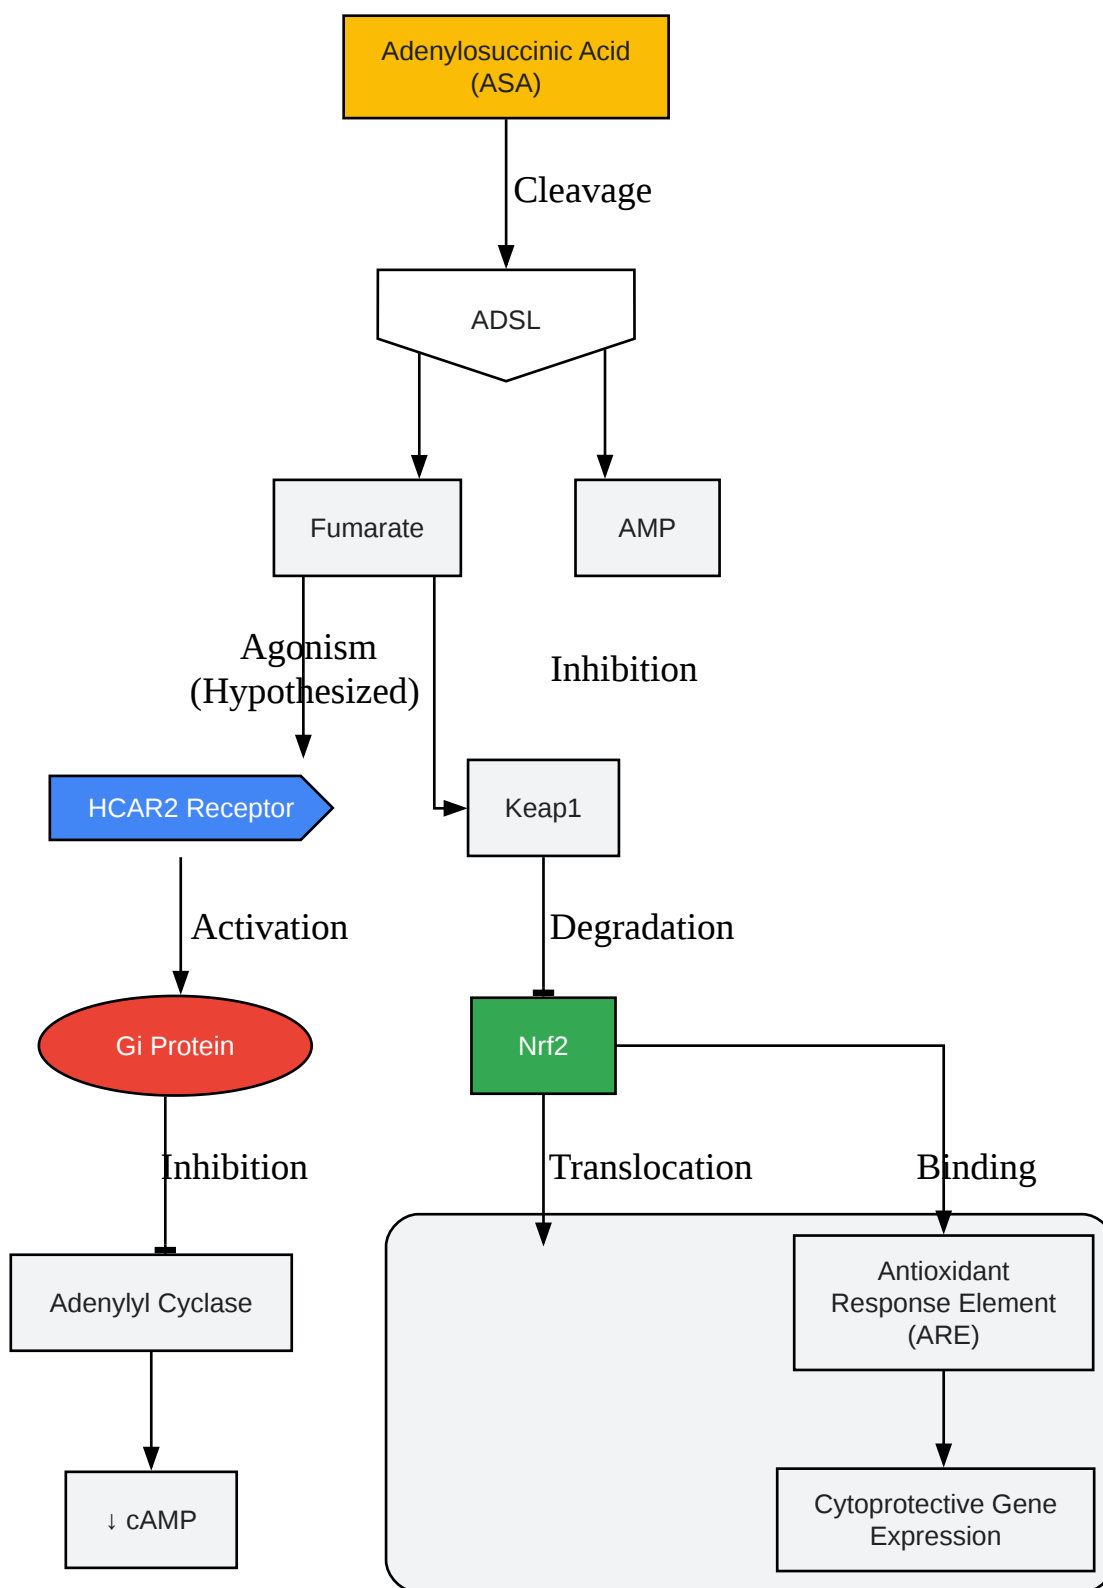 Adenylosuccinic Acid
(ASA)
Cleavage
ADSL
Fumarate
AMP
Agonism
(Hypothesized)
Inhibition
HCAR2 Receptor
Keap1
Activation
Degradation
Gi Protein
Nrf2
Inhibition
Translocation
Binding
Adenylyl Cyclase
Antioxidant
Response Element
(ARE)
↓ cAMP
Cytoprotective Gene
Expression